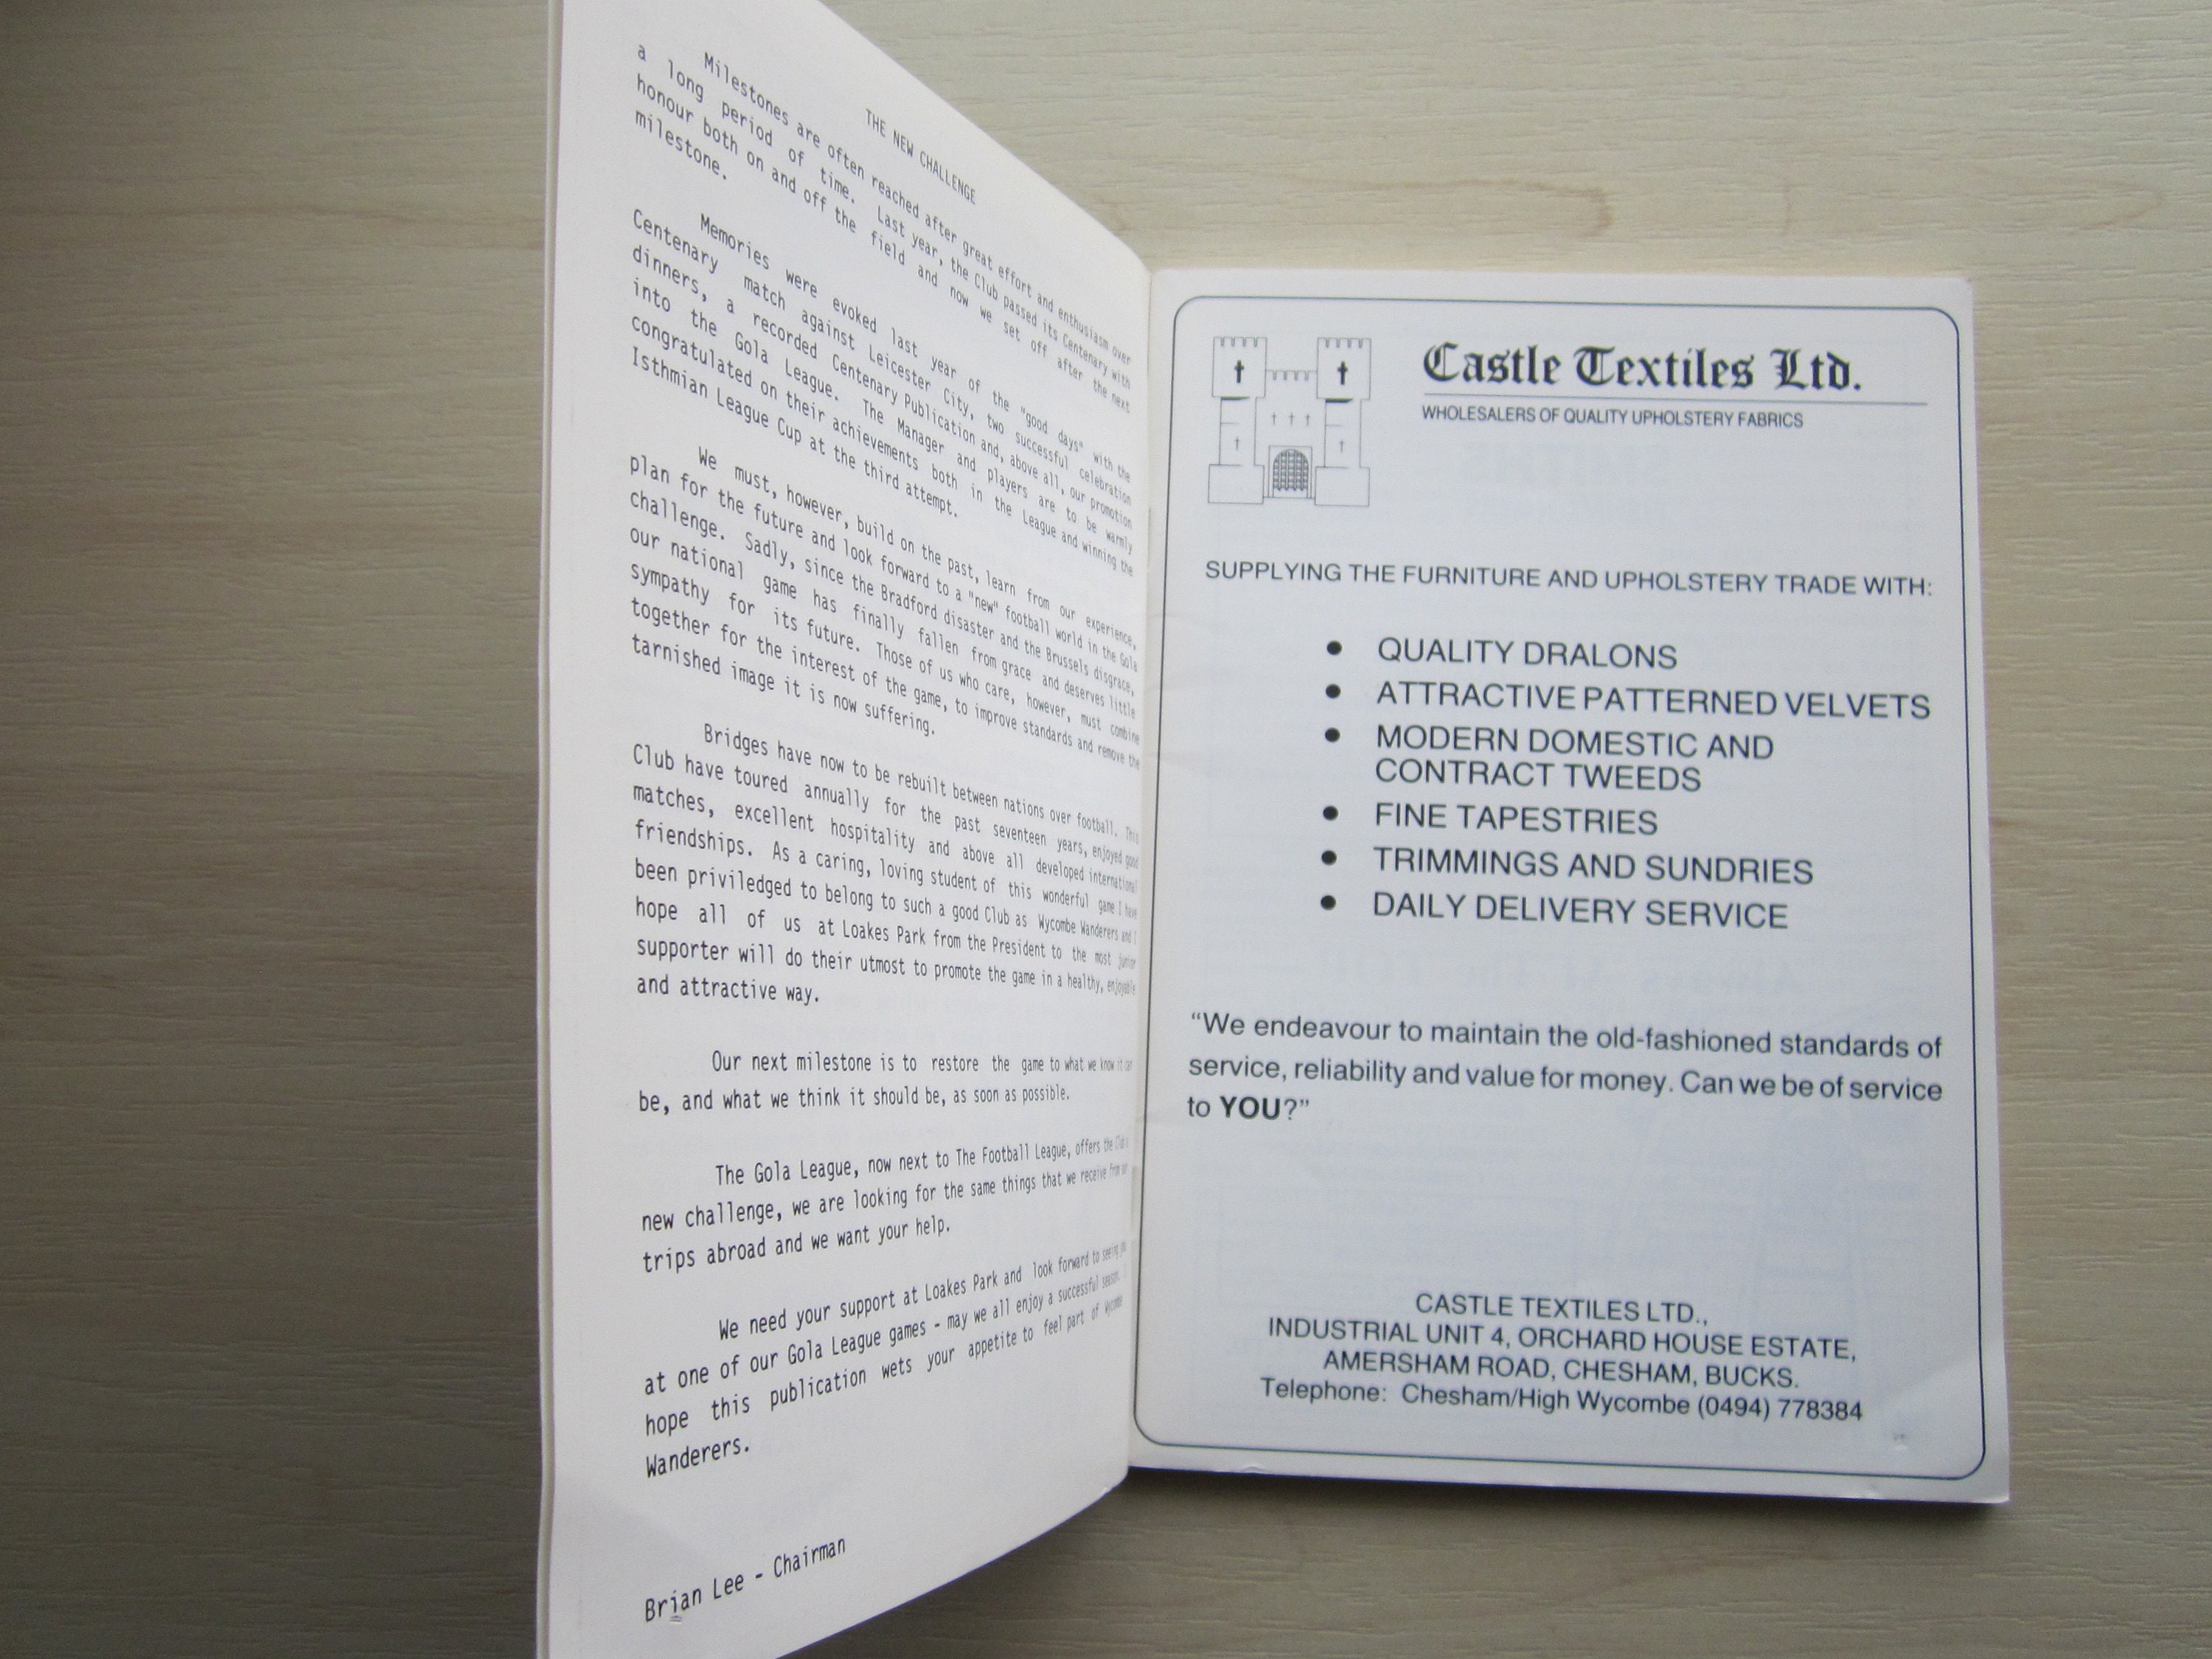 THE NEW CHALLENGE
Milestones are often reached after great effort and enthusiasm over
a long period of time. Last year, the Club passed its Centenary with
honour both on and off the field and now we set off after the next
milestone.
Memories were evoked last year of the "good days" with the
Centenary match against Leicester City, two successful celebration
dinners, a recorded Centenary Publication and, above all, our promotion
into the Gola League. The Manager and players are to be warmly
congratulated on their achievements both in the League and winning the
Isthmian League Cup at the third attempt.
We must, however, build on the past, learn from our experience,
plan for the future and look forward to a "new" football world in the Gola
challenge. Sadly, since the Bradford disaster and the Brussels disgrace,
our national game has finally fallen from grace and deserves little
sympathy for its future. Those of us who care, however, must combine
together for the interest of the game, to improve standards and remove the
tarnished image it is now suffering.
Bridges have now to be rebuilt between nations over football. This
Club have toured annually for the past seventeen years, enjoyed good
matches, excellent hospitality and above all developed international
friendships. As a caring, loving student of this wonderful game I have
been priviledged to belong to such a good Club as Wycombe Wanderers and I
hope all of us at Loakes Park from the President to the most junior
supporter will do their utmost to promote the game in a healthy, enjoyable
and attractive way.
Our next milestone is to restore the game to what we know it can
be, and what we think it should be, as soon as possible.
The Gola League, now next to The Football League, offers the Club a
new challenge, we are looking for the same things that we receive from our
trips abroad and we want your help.
We need your support at Loakes Park and look forward to seeing you
at one of our Gola League games - may we all enjoy a successful season.
hope this publication wets your appetite to feel part of Wycombe
Wanderers.
Brian Lee - Chairman
Castle Textiles Ltd.
WHOLESALERS OF QUALITY UPHOLSTERY FABRICS
SUPPLYING THE FURNITURE AND UPHOLSTERY TRADE WITH:
• QUALITY DRALONS
• ATTRACTIVE PATTERNED VELVETS
• MODERN DOMESTIC AND
CONTRACT TWEEDS
• FINE TAPESTRIES
• TRIMMINGS AND SUNDRIES
• DAILY DELIVERY SERVICE
“We endeavour to maintain the old-fashioned standards of
service, reliability and value for money. Can we be of service
to YOU?”
CASTLE TEXTILES LTD.,
INDUSTRIAL UNIT 4, ORCHARD HOUSE ESTATE,
AMERSHAM ROAD, CHESHAM, BUCKS.
Telephone: Chesham/High Wycombe (0494) 778384